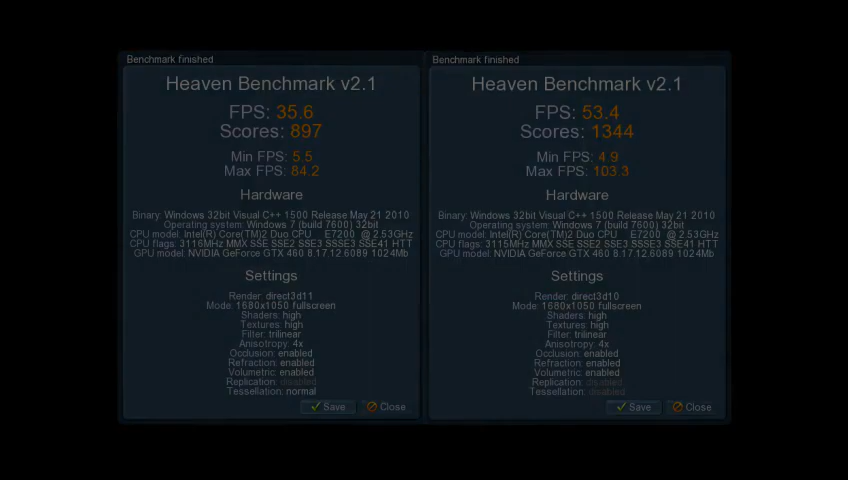 Benchmark finished
Heaven Benchmark v2.1
FPS: 35.6
Scores: 897
Min FPS: 5.5
Max FPS: 84.2
Hardware
Binary: Windows 32bit Visual C++ 1500 Release May 21 2010
Operating system: Windows 7 (build 7600) 32bit
CPU model: Intel(R) Core(TM)2 Duo CPU E7200 @ 2.53GHz
CPU flags: 3116MHz MMX SSE SSE2 SSE3 SSSE3 SSE41 HTT
GPU model: NVIDIA GeForce GTX 460 8.17.12.6089 1024Mb
Settings
Render: direct3d11
Mode: 1680x1050 fullscreen
Shaders: high
Textures: high
Filter: trilinear
Anisotropy: 4x
Occlusion: enabled
Refraction: enabled
Volumetric: enabled
Replication: disabled
Tessellation: normal
Save Close
Benchmark finished
Heaven Benchmark v2.1
FPS: 53.4
Scores: 1344
Min FPS: 4.9
Max FPS: 103.3
Hardware
Binary: Windows 32bit Visual C++ 1500 Release May 21 2010
Operating system: Windows 7 (build 7600) 32bit
CPU model: Intel(R) Core(TM)2 Duo CPU E7200 @ 2.53GHz
CPU flags: 3115MHz MMX SSE SSE2 SSE3 SSSE3 SSE41 HTT
GPU model: NVIDIA GeForce GTX 460 8.17.12.6089 1024Mb
Settings
Render: direct3d10
Mode: 1680x1050 fullscreen
Shaders: high
Textures: high
Filter: trilinear
Anisotropy: 4x
Occlusion: enabled
Refraction: enabled
Volumetric: enabled
Replication: disabled
Tessellation: disabled
Save Close